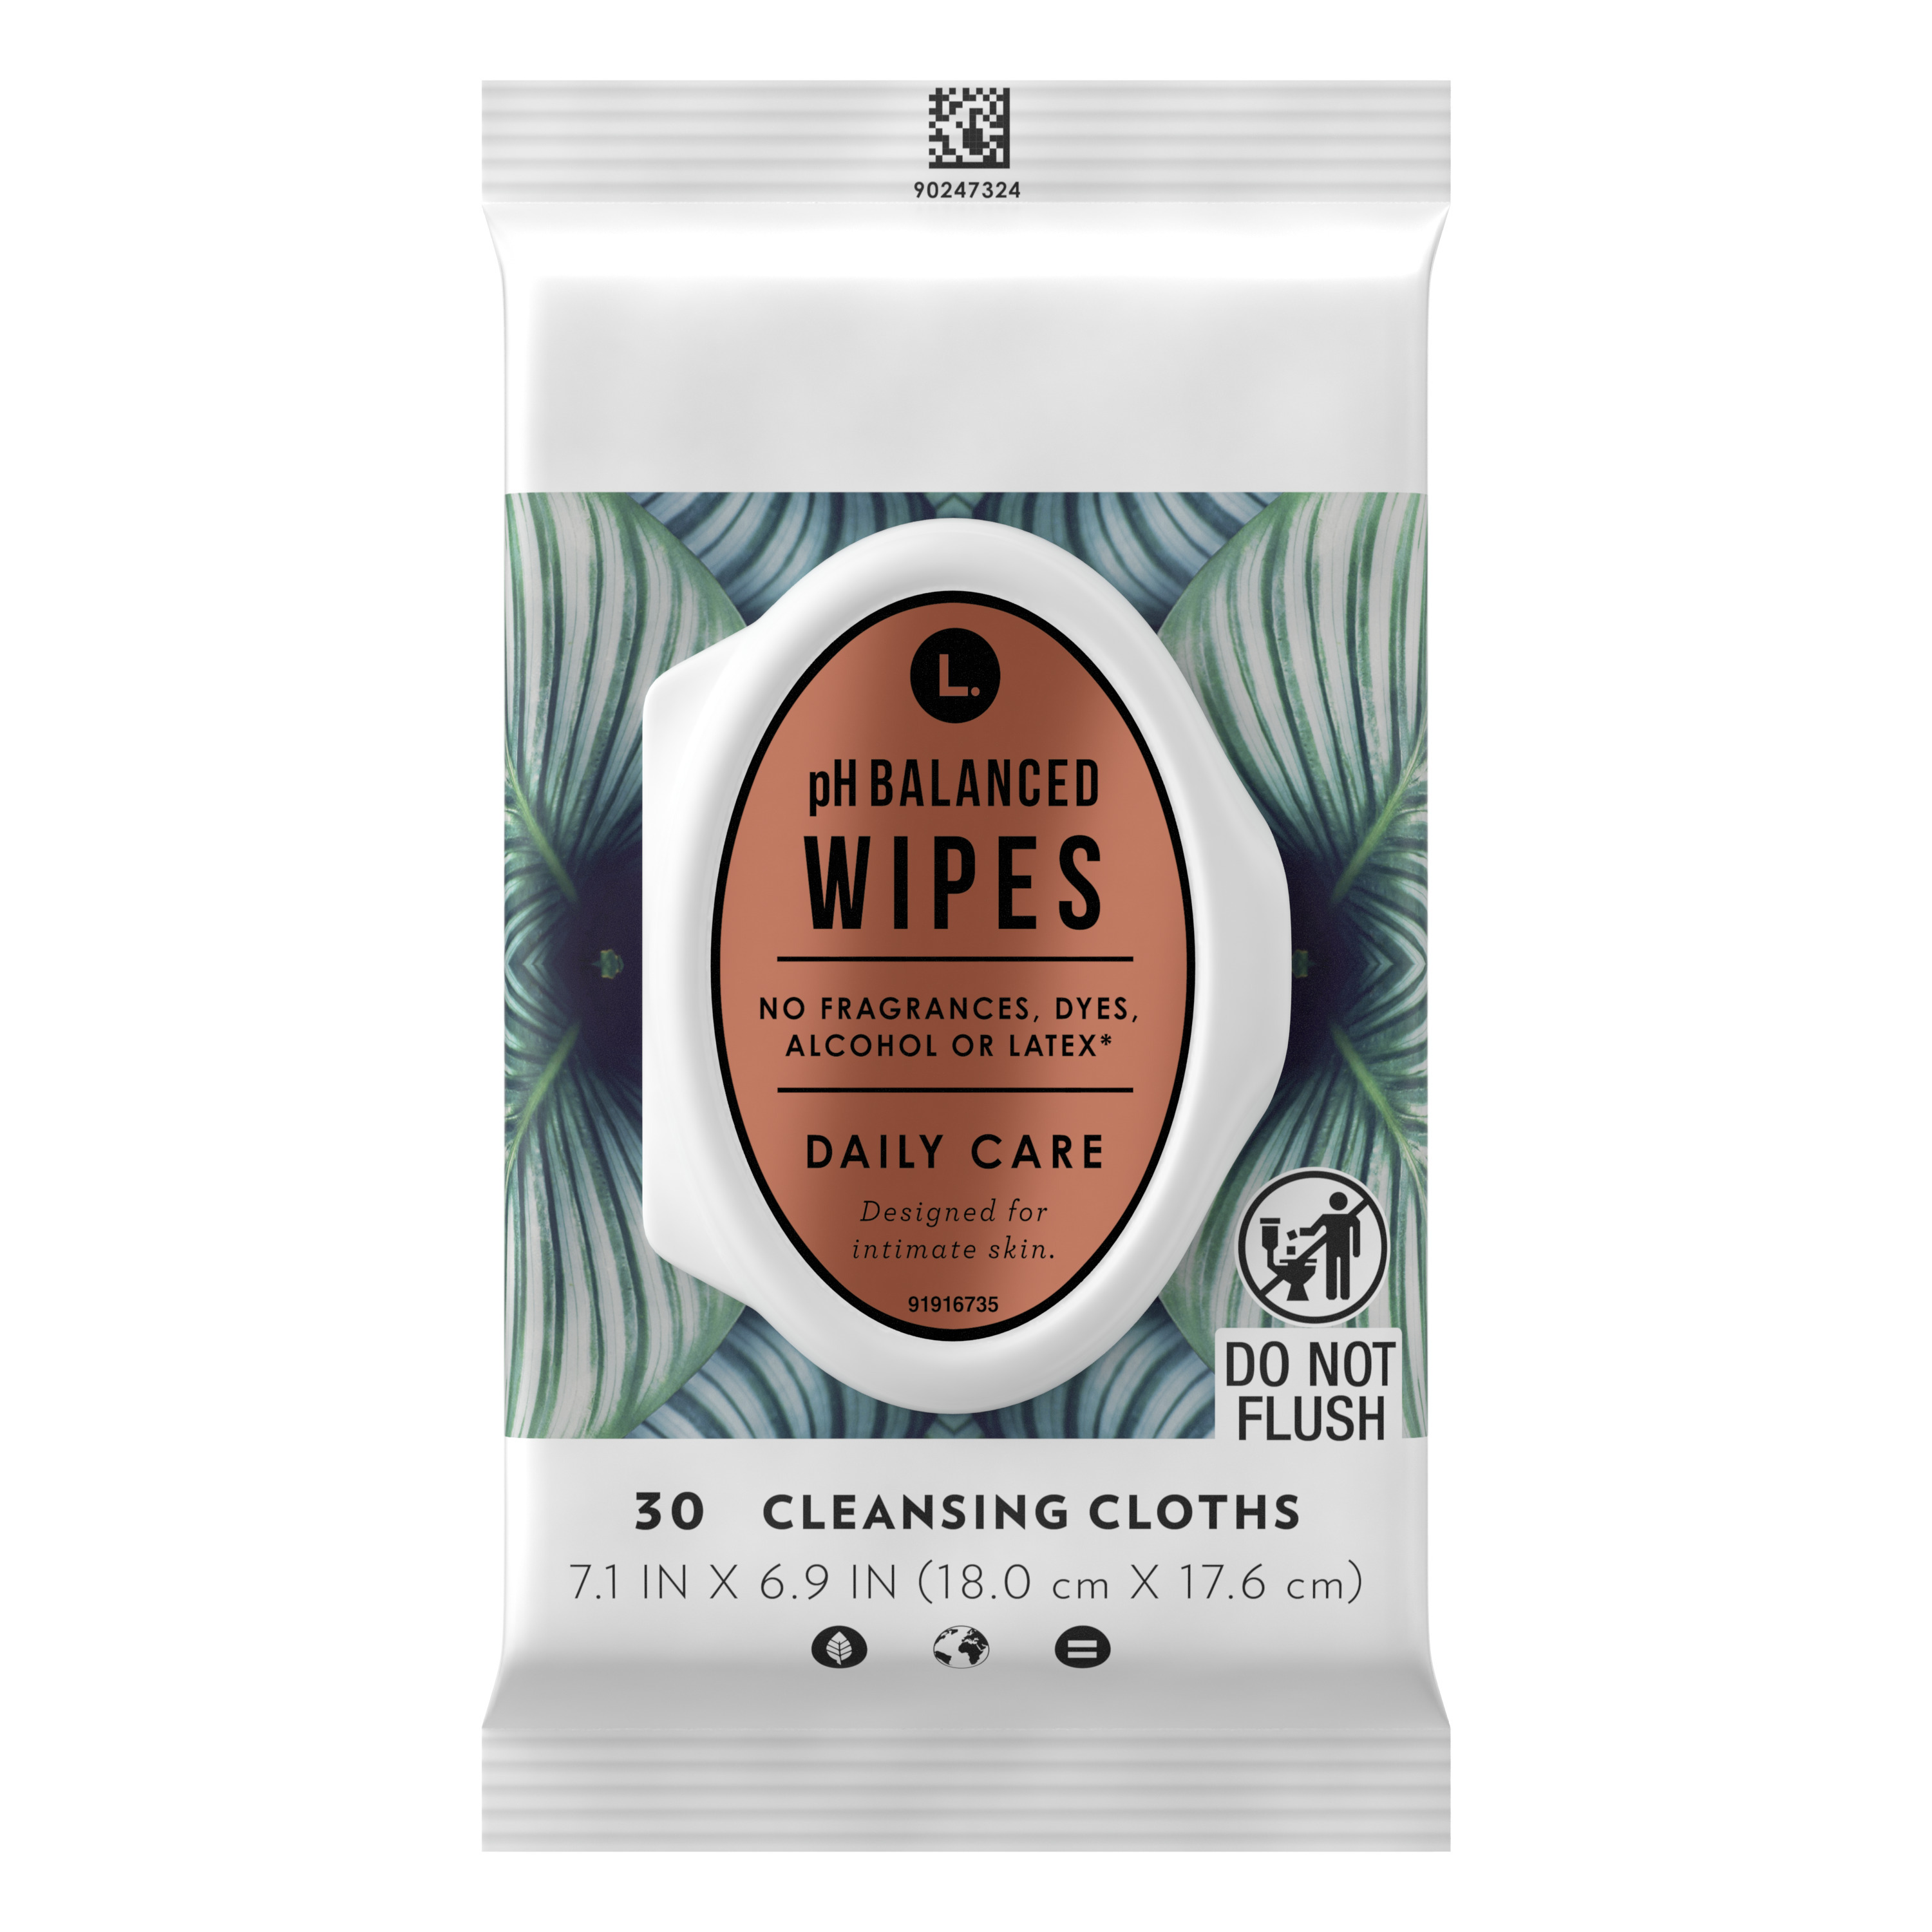 90247324
L.
pH BALANCED
WIPES
NO FRAGRANCES, DYES,
ALCOHOL OR LATEX*
DAILY CARE
Designed for
intimate skin.
91916735
DO NOT
FLUSH
30 CLEANSING CLOTHS
7.1 IN X 6.9 IN (18.0 cm X 17.6 cm)